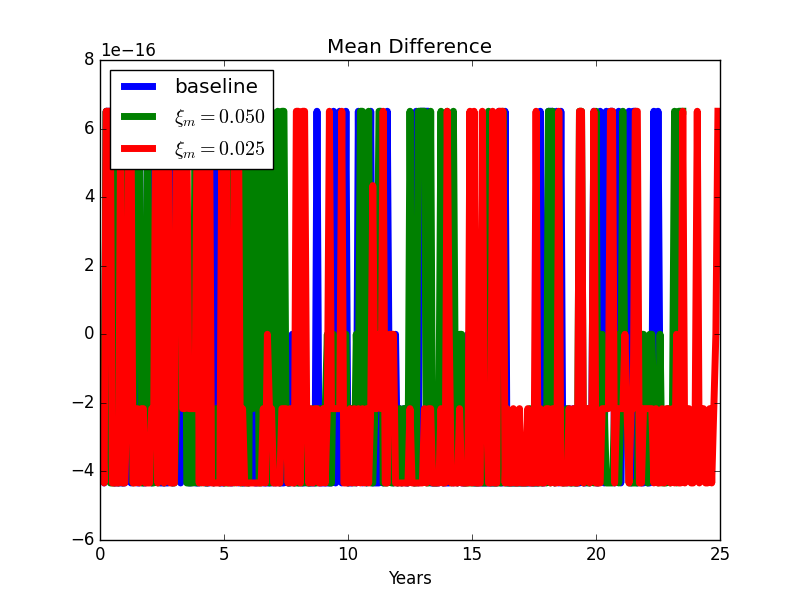 Mean Difference
1e−16
8
6
4
2
0
−2
−4
−6
baseline
ξm = 0.050
ξm = 0.025
0 5 10 15 20 25
Years